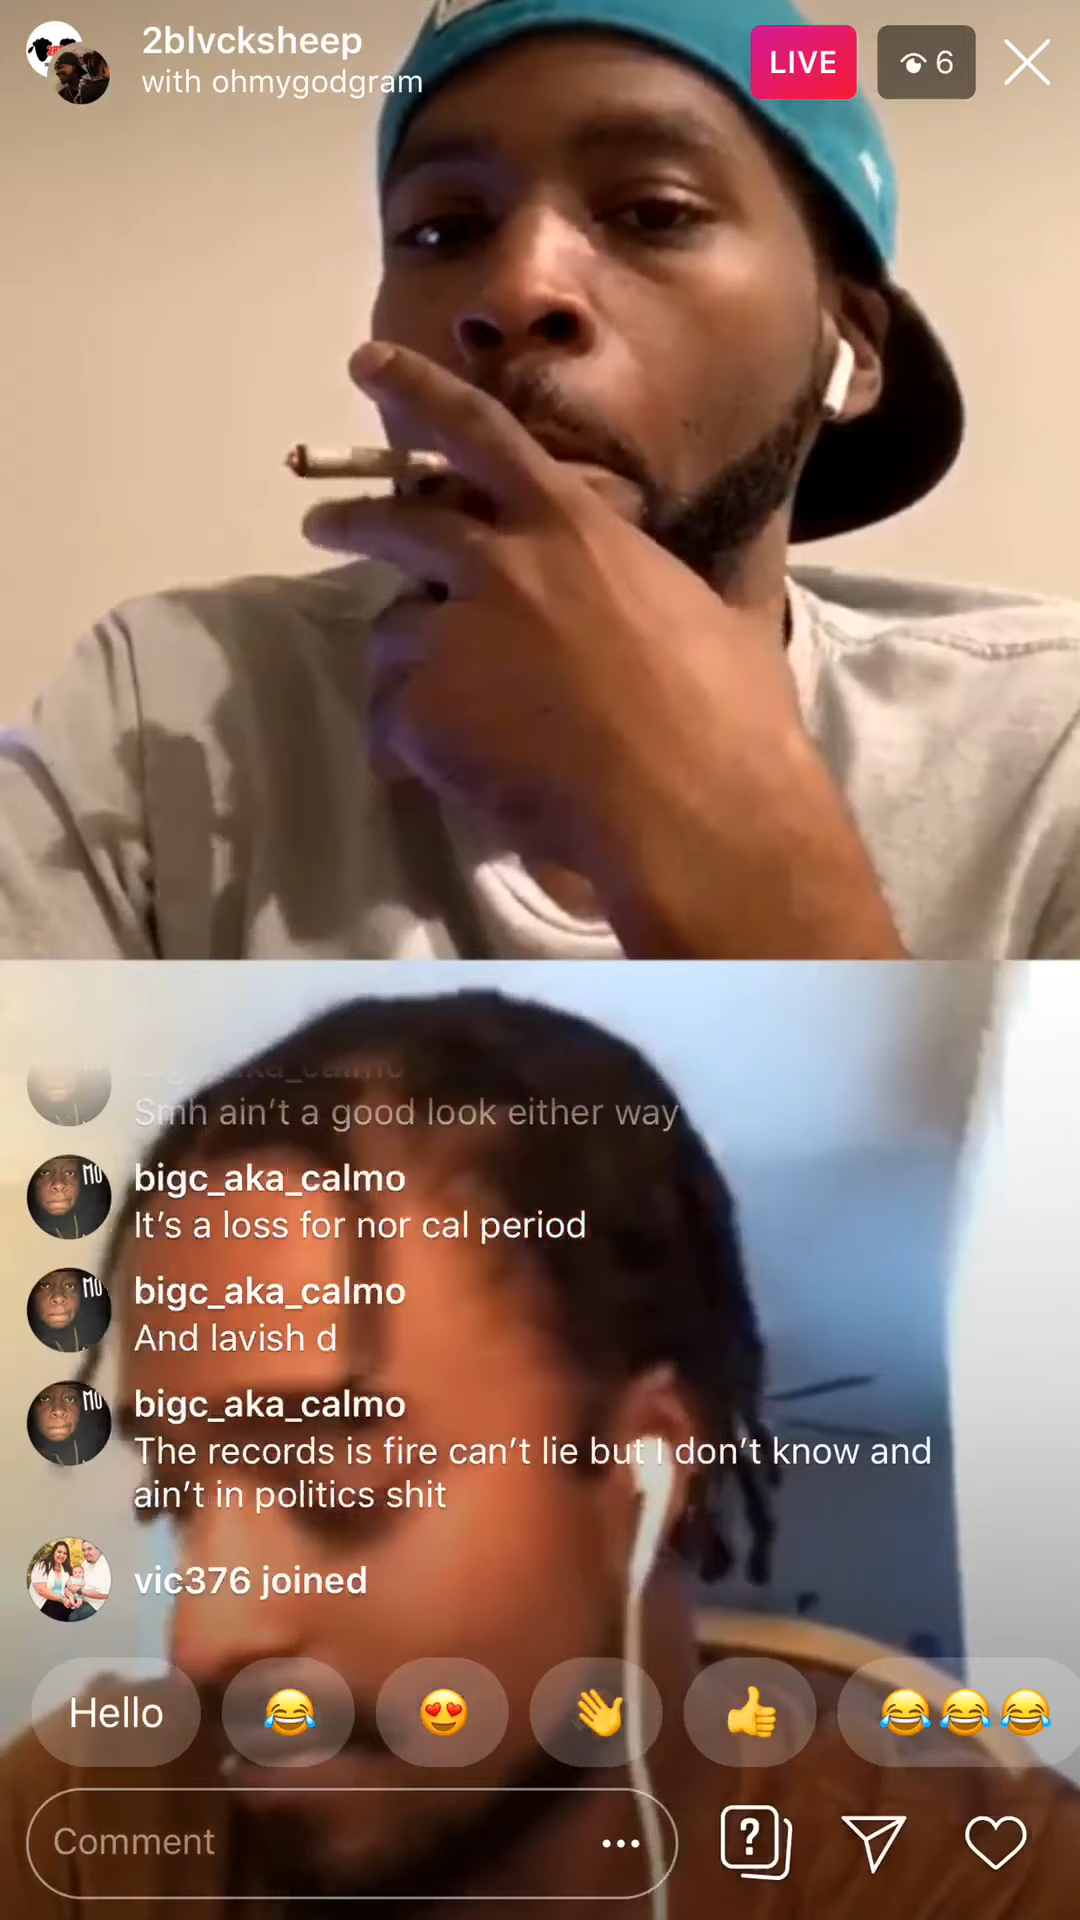 2blvcksheep
with ohmygodgram
LIVE
6
Smh ain't a good look either way
bigc_aka_calmo
It's a loss for nor cal period
bigc_aka_calmo
And lavish d
bigc_aka_calmo
The records is fire can't lie but I don't know and
ain't in politics shit
vic376 joined
Hello
Comment